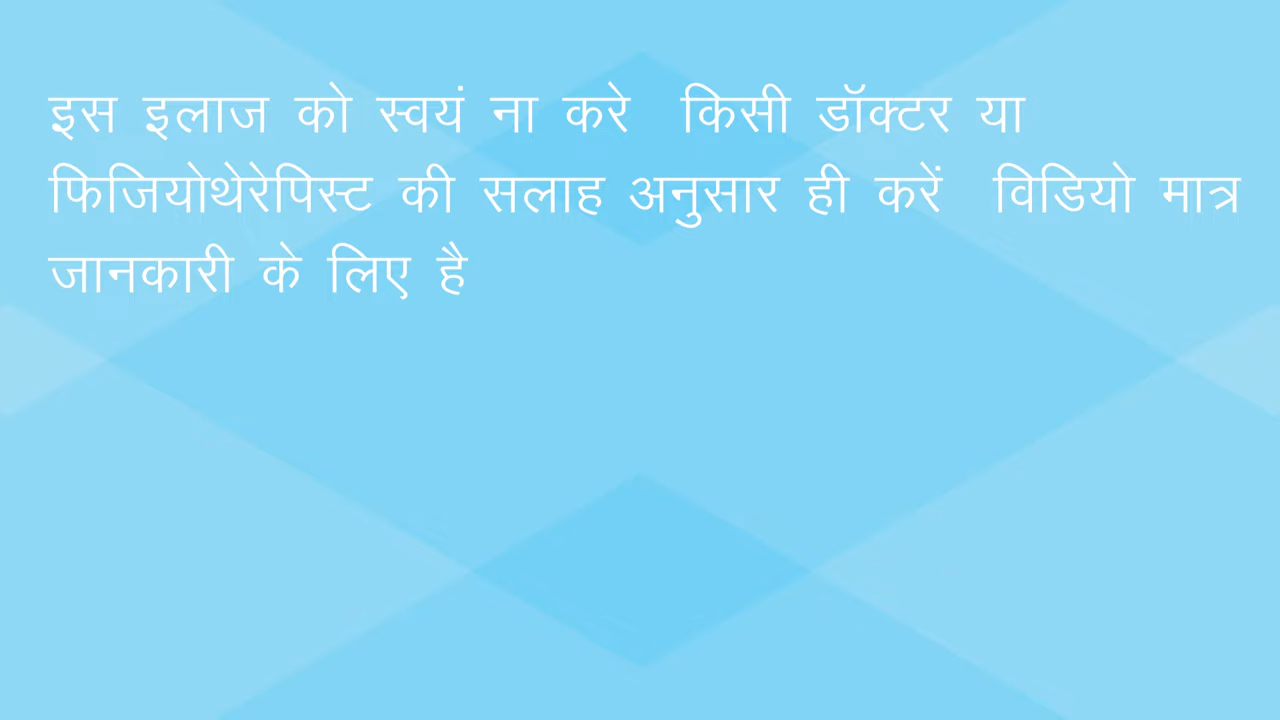 इस इलाज को स्वयं ना करे किसी डॉक्टर या
फिजियोथेरेपिस्ट की सलाह अनुसार ही करें विडियो मात्र
जानकारी के लिए है